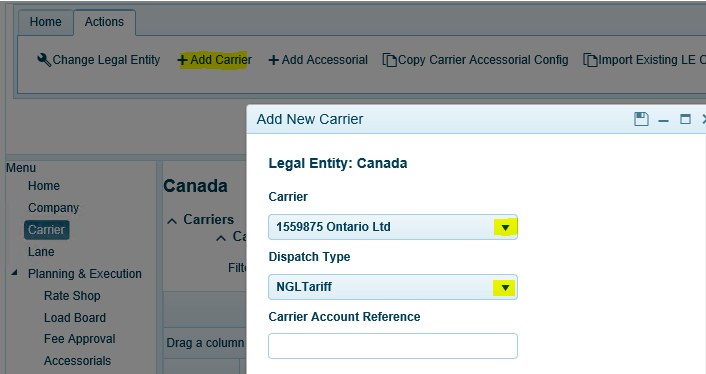 Home Actions
Change Legal Entity + Add Carrier + Add Accessorial Copy Carrier Accessorial Config Import Existing LE C
Add New Carrier
Legal Entity: Canada
Carrier
1559875 Ontario Ltd
Dispatch Type
NGLTariff
Carrier Account Reference
Menu
Home
Company
Carrier
Lane
Planning & Execution
Rate Shop
Load Board
Fee Approval
Accessorials
Canada
Carriers
Ca
Filte
Drag a column